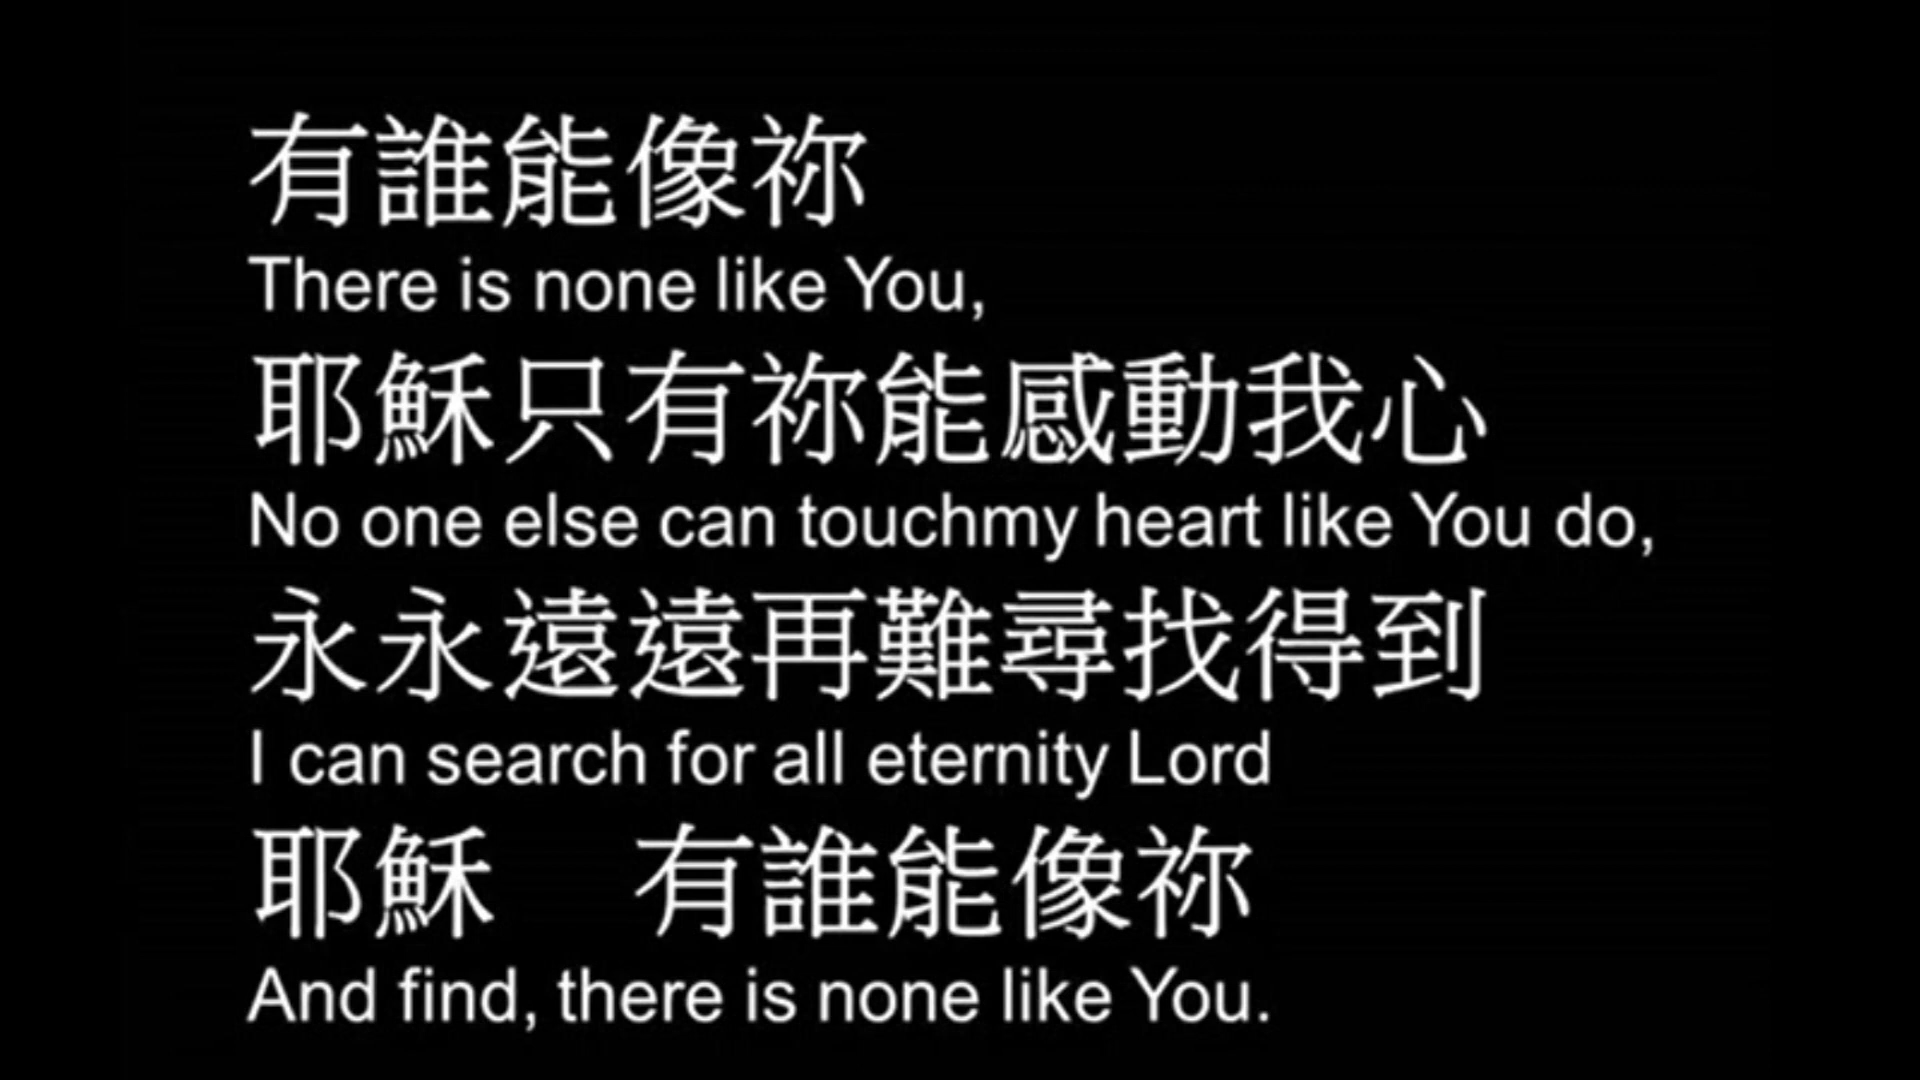 有誰能像祢
There is none like You,
耶穌只有祢能感動我心
No one else can touchmy heart like You do,
永永遠遠再難尋找得到
I can search for all eternity Lord
耶穌　有誰能像祢
And find, there is none like You.